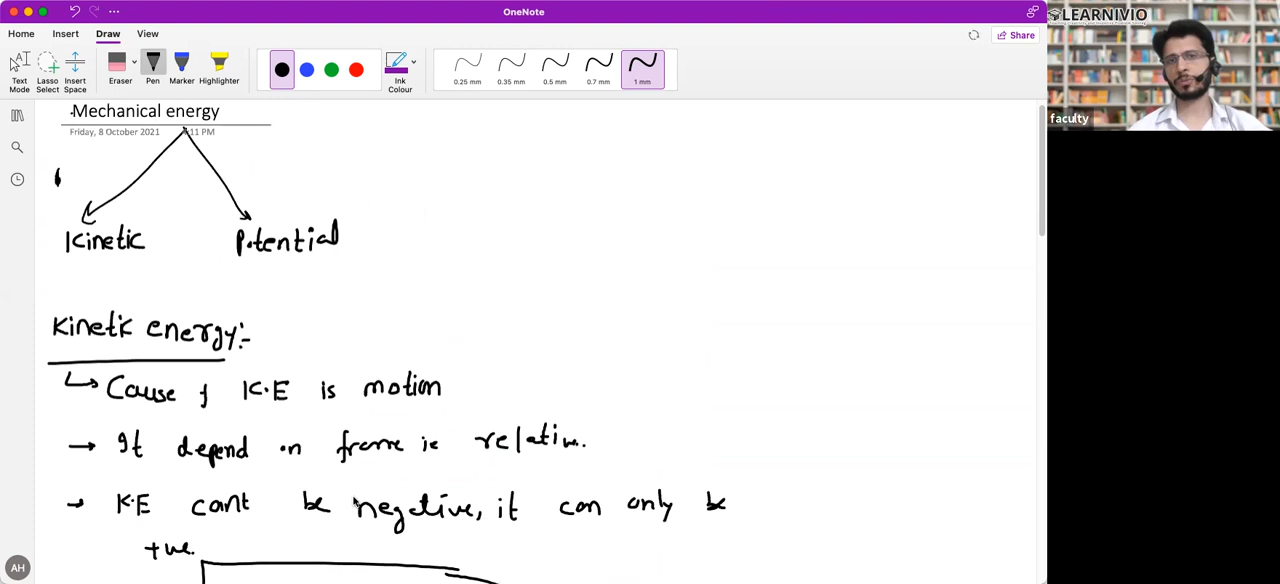 OneNote
LEARNIVIO
Home Insert Draw View
Share
Text Mode
Lasso Select
Insert Space
Eraser
Pen
Marker
Highlighter
Ink Colour
0.25 mm
0.35 mm
0.5 mm
0.7 mm
1 mm
faculty
Mechanical energy
Friday, 8 October 2021 11 PM
Kinetic Potential
Kinetic energy:-
Cause of K.E is motion
→ It depend on frame ie relative.
→ K.E cant be negative, it can only be
+ve.
AH